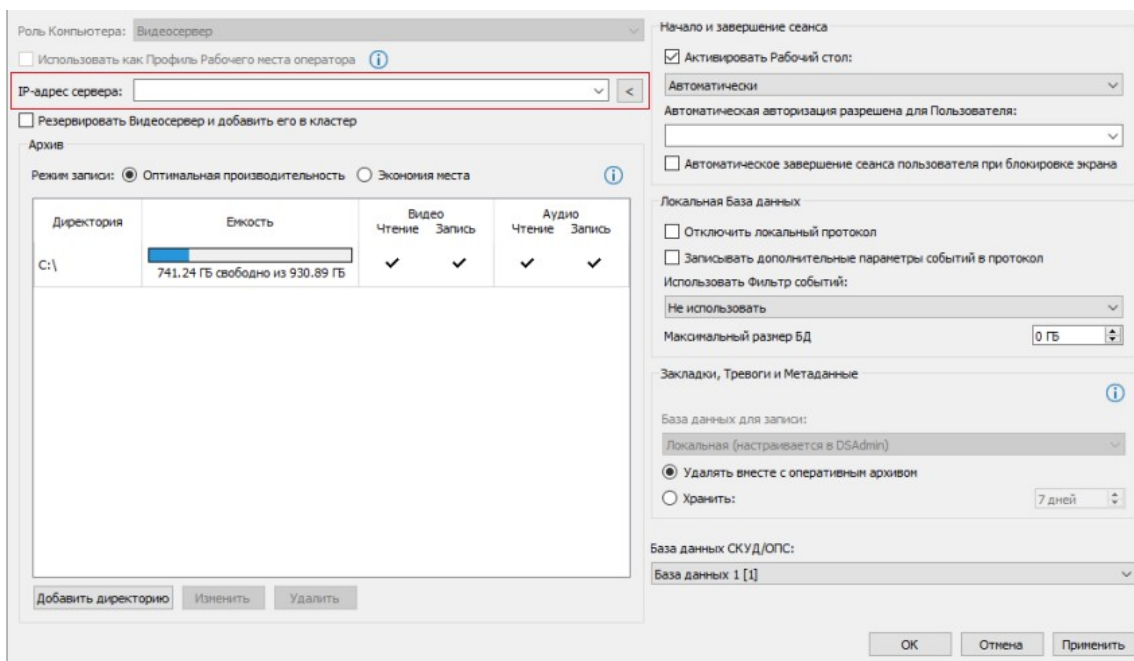 Роль Компьютера: Видеосервер
Использовать как Профиль Рабочего места оператора
IP-адрес сервера:
<
Резервировать Видеосервер и добавить его в кластер
Архив
Режим записи: Оптимальная производительность Экономия места
Директория Емкость Видео Аудио
Чтение Запись Чтение Запись
C:\
741.24 ГБ свободно из 930.89 ГБ
Добавить директорию Изменить Удалить
Начало и завершение сеанса
Активировать Рабочий стол:
Автоматически
Автоматическая авторизация разрешена для Пользователя:
Автоматическое завершение сеанса пользователя при блокировке экрана
Локальная База данных
Отключить локальный протокол
Записывать дополнительные параметры событий в протокол
Использовать Фильтр событий:
Не использовать
Максимальный размер БД 0 ГБ
Закладки, Тревоги и Метаданные
База данных для записи:
Локальная (настраивается в DSAdmin)
Удалять вместе с оперативным архивом
Хранить: 7 дней
База данных СКУД/ОПС:
База данных 1 [1]
ОК Отмена Применить